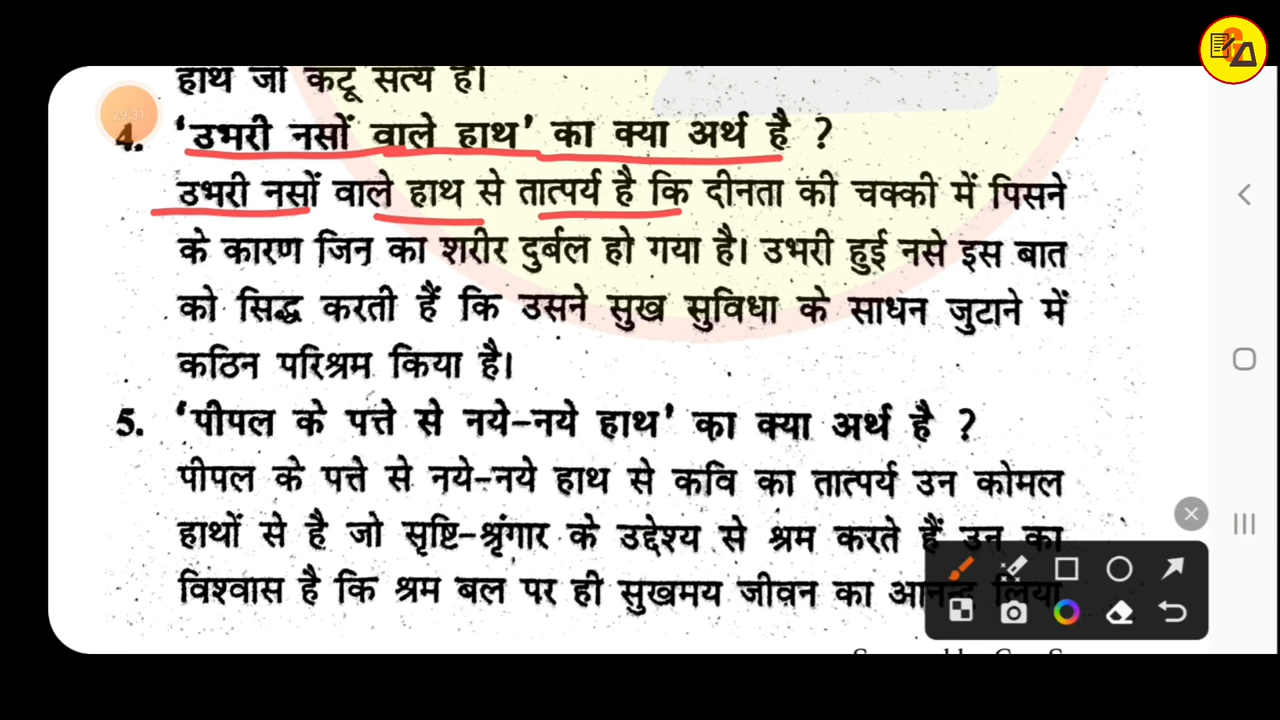 हाथ जो कटू सत्य है।
29:31
4. ‘उभरी नसों वाले हाथ’ का क्या अर्थ है ?
उभरी नसों वाले हाथ से तात्पर्य है कि दीनता की चक्की में पिसने
के कारण जिन का शरीर दुर्बल हो गया है। उभरी हुई नसे इस बात
को सिद्ध करती हैं कि उसने सुख सुविधा के साधन जुटाने में
कठिन परिश्रम किया है।
5. ‘पीपल के पत्ते से नये-नये हाथ’ का क्या अर्थ है ?
पीपल के पत्ते से नये-नये हाथ से कवि का तात्पर्य उन कोमल
हाथों से है जो सृष्टि-श्रृंगार के उद्देश्य से श्रम करते हैं उन का
विश्वास है कि श्रम बल पर ही सुखमय जीवन का आनन्द लिया